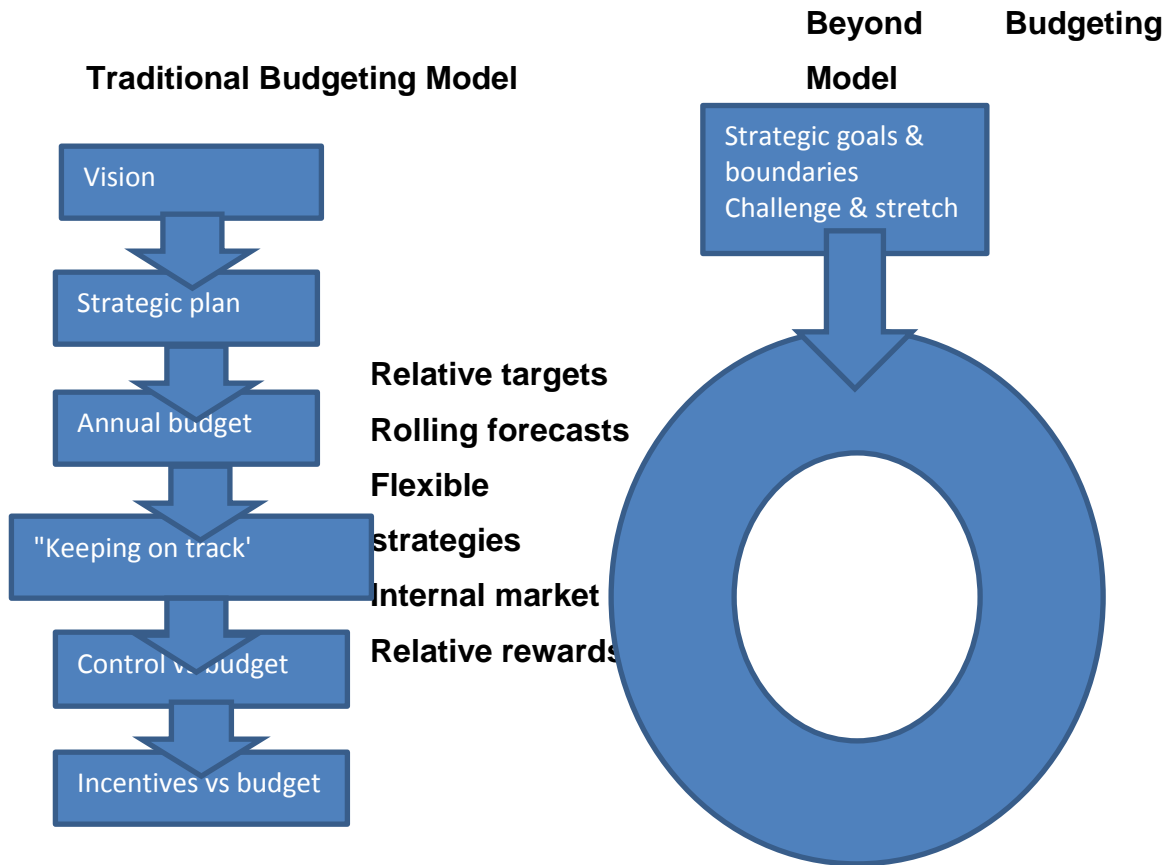 Beyond Budgeting
Model
Traditional Budgeting Model
Vision
Strategic plan
Annual budget
"Keeping on track'
Control vs budget
Incentives vs budget
Relative targets
Rolling forecasts
Flexible
strategies
Internal market
Relative rewards
Strategic goals &
boundaries
Challenge & stretch